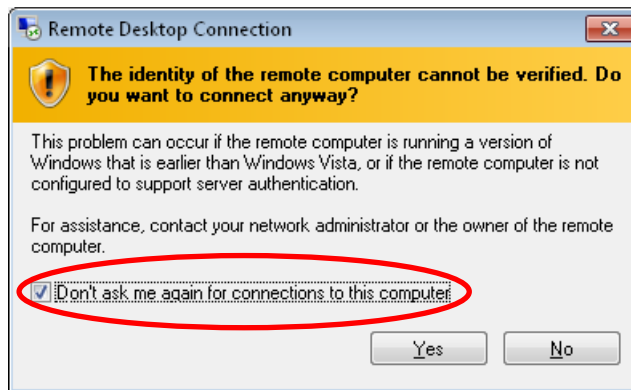 Remote Desktop Connection
The identity of the remote computer cannot be verified. Do
you want to connect anyway?
This problem can occur if the remote computer is running a version of
Windows that is earlier than Windows Vista, or if the remote computer is not
configured to support server authentication.
For assistance, contact your network administrator or the owner of the remote
computer.
Don't ask me again for connections to this computer
Yes No